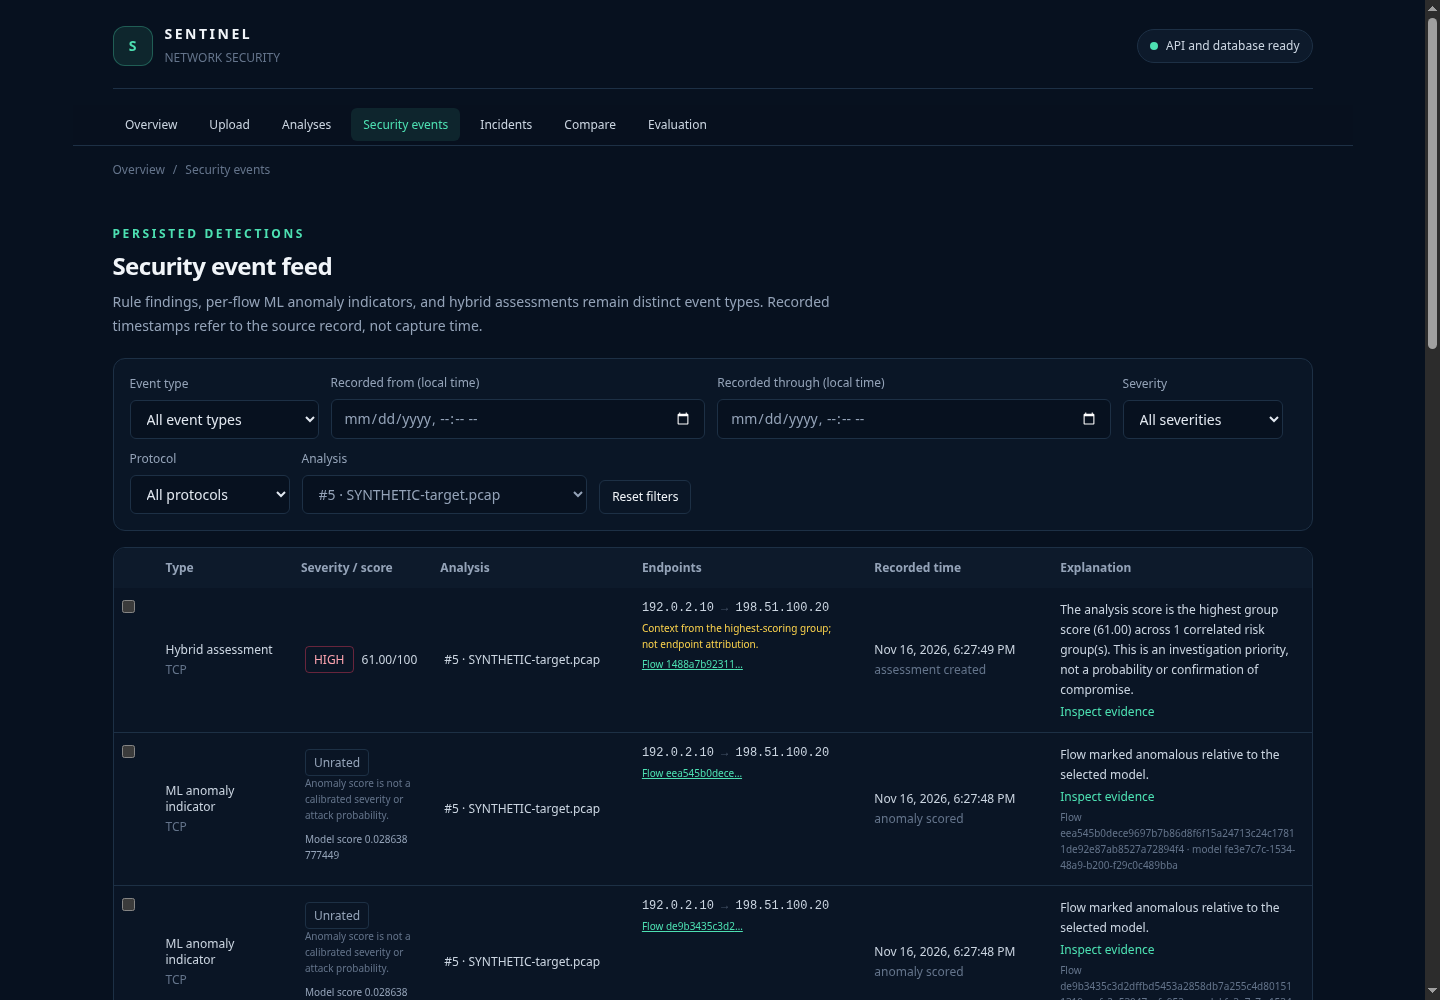 S
SENTINEL
NETWORK SECURITY
API and database ready
Overview
Upload
Analyses
Security events
Incidents
Compare
Evaluation
Overview / Security events
PERSISTED DETECTIONS
Security event feed
Rule findings, per-flow ML anomaly indicators, and hybrid assessments remain distinct event types. Recorded
timestamps refer to the source record, not capture time.
Event type
Recorded from (local time)
Recorded through (local time)
Severity
All event types
mm/dd/yyyy, --:-- --
mm/dd/yyyy, --:-- --
All severities
Protocol
Analysis
All protocols
#5 · SYNTHETIC-target.pcap
Reset filters
Type
Severity / score
Analysis
Endpoints
Recorded time
Explanation
Hybrid assessment
TCP
HIGH 61.00/100
#5 · SYNTHETIC-target.pcap
192.0.2.10 → 198.51.100.20
Context from the highest-scoring group;
not endpoint attribution.
Flow 1488a7b92311…
Nov 16, 2026, 6:27:49 PM
assessment created
The analysis score is the highest group
score (61.00) across 1 correlated risk
group(s). This is an investigation priority,
not a probability or confirmation of
compromise.
Inspect evidence
ML anomaly
indicator
TCP
Unrated
Anomaly score is not a
calibrated severity or
attack probability.
Model score 0.028638
777449
#5 · SYNTHETIC-target.pcap
192.0.2.10 → 198.51.100.20
Flow eea545b0dece…
Nov 16, 2026, 6:27:48 PM
anomaly scored
Flow marked anomalous relative to the
selected model.
Inspect evidence
Flow
eea545b0dece9697b7b86d8f6f15a24713c24c1781
1de92e87ab8527a72894f4 · model fe3e7c7c-1534-
48a9-b200-f29c0c489bba
ML anomaly
indicator
TCP
Unrated
Anomaly score is not a
calibrated severity or
attack probability.
Model score 0.028638
#5 · SYNTHETIC-target.pcap
192.0.2.10 → 198.51.100.20
Flow de9b3435c3d2…
Nov 16, 2026, 6:27:48 PM
anomaly scored
Flow marked anomalous relative to the
selected model.
Inspect evidence
Flow
de9b3435c3d2dffbd5453a2858db7a255c4d80151